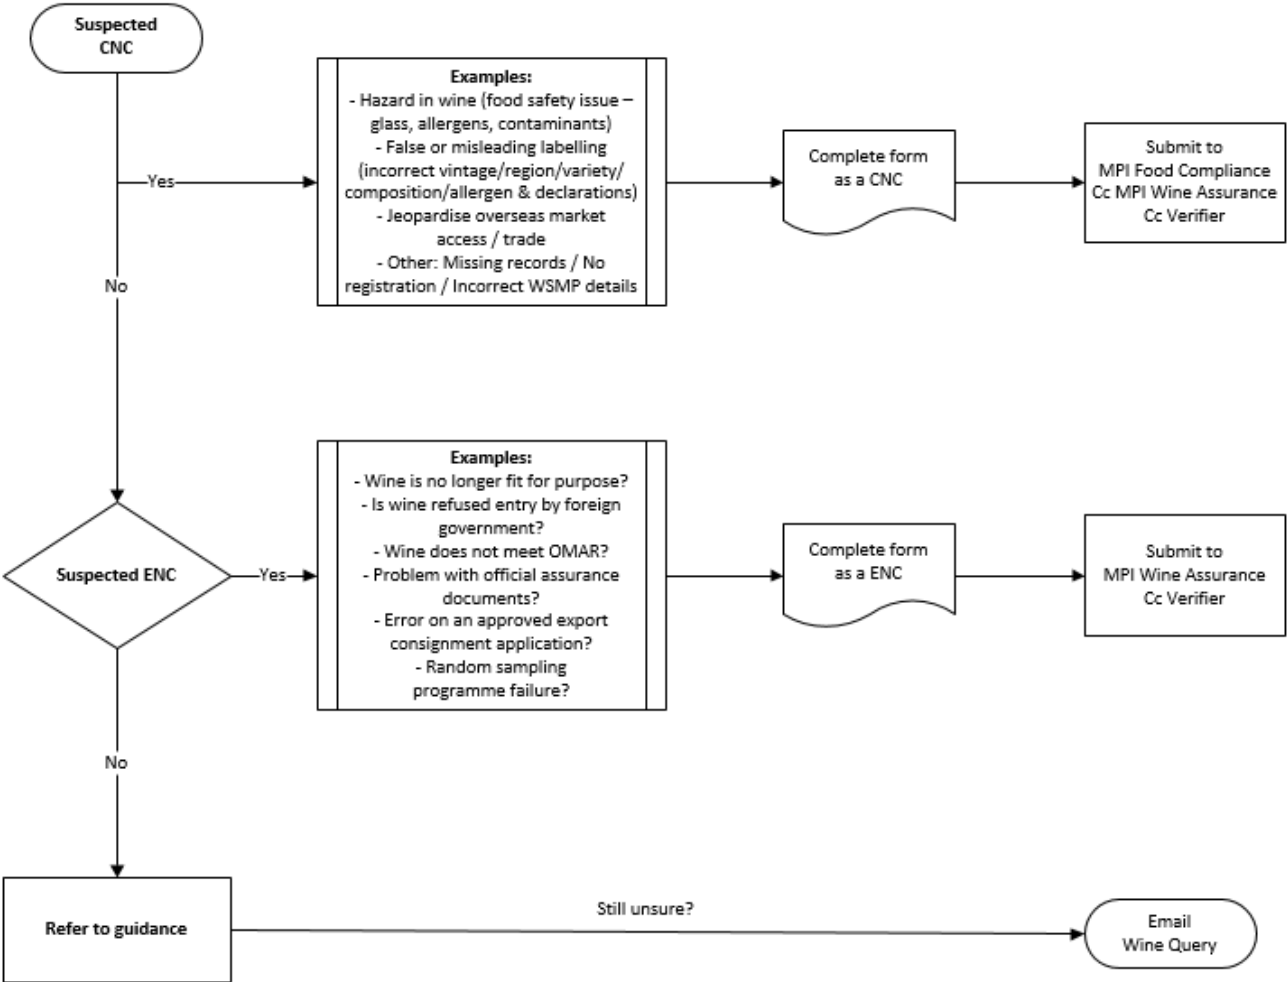 Suspected
CNC
Yes
Examples:
- Hazard in wine (food safety issue –
glass, allergens, contaminants)
- False or misleading labelling
(incorrect vintage/region/variety/
composition/allergen & declarations)
- Jeopardise overseas market
access / trade
- Other: Missing records / No
registration / Incorrect WSMP details
Complete form
as a CNC
Submit to
MPI Food Compliance
Cc MPI Wine Assurance
Cc Verifier
No
Suspected ENC
Yes
Examples:
- Wine is no longer fit for purpose?
- Is wine refused entry by foreign
government?
- Wine does not meet OMAR?
- Problem with official assurance
documents?
- Error on an approved export
consignment application?
- Random sampling
programme failure?
Complete form
as a ENC
Submit to
MPI Wine Assurance
Cc Verifier
No
Refer to guidance
Still unsure?
Email
Wine Query